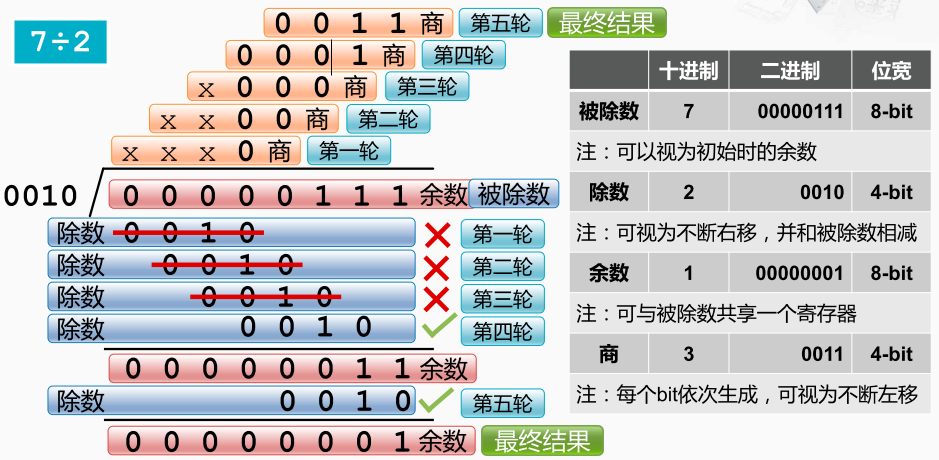 7÷2
0 0 1 1 商 第五轮 最终结果
0 0 0 1 商 第四轮
x 0 0 0 商 第三轮
x x 0 0 商 第二轮
x x x 0 商 第一轮
0010 0 0 0 0 0 1 1 1 余数 被除数
除数 0 0 1 0 第一轮
除数 0 0 1 0 第二轮
除数 0 0 1 0 第三轮
除数 0 0 1 0 第四轮
0 0 0 0 0 0 1 1 余数
除数 0 0 1 0 第五轮
0 0 0 0 0 0 0 1 余数 最终结果
十进制 二进制 位宽
被除数 7 00000111 8-bit
注：可以视为初始时的余数
除数 2 0010 4-bit
注：可视为不断右移，并和被除数相减
余数 1 00000001 8-bit
注：可与被除数共享一个寄存器
商 3 0011 4-bit
注：每个bit依次生成，可视为不断左移